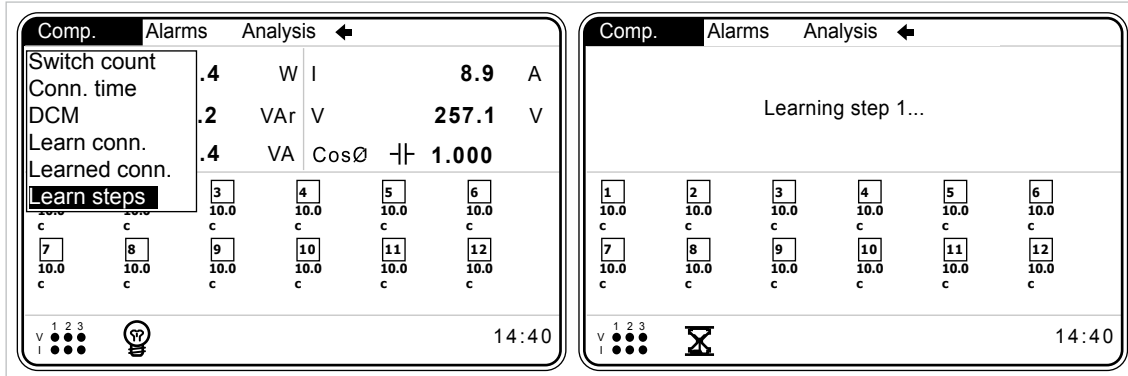 Comp. Alarms Analysis
Switch count
Conn. time
DCM
Learn conn.
Learned conn.
Learn steps
.4 W I 8.9 A
.2 VAr V 257.1 V
.4 VA CosØ 1.000
3 4 5 6
10.0 10.0 10.0 10.0 10.0 10.0
c c c c c c
7 8 9 10 11 12
10.0 10.0 10.0 10.0 10.0 10.0
c c c c c c
1 2 3
V
I
14:40
Comp. Alarms Analysis
Learning step 1...
1 2 3 4 5 6
10.0 10.0 10.0 10.0 10.0 10.0
c c c c c c
7 8 9 10 11 12
10.0 10.0 10.0 10.0 10.0 10.0
c c c c c c
1 2 3
V
I
14:40